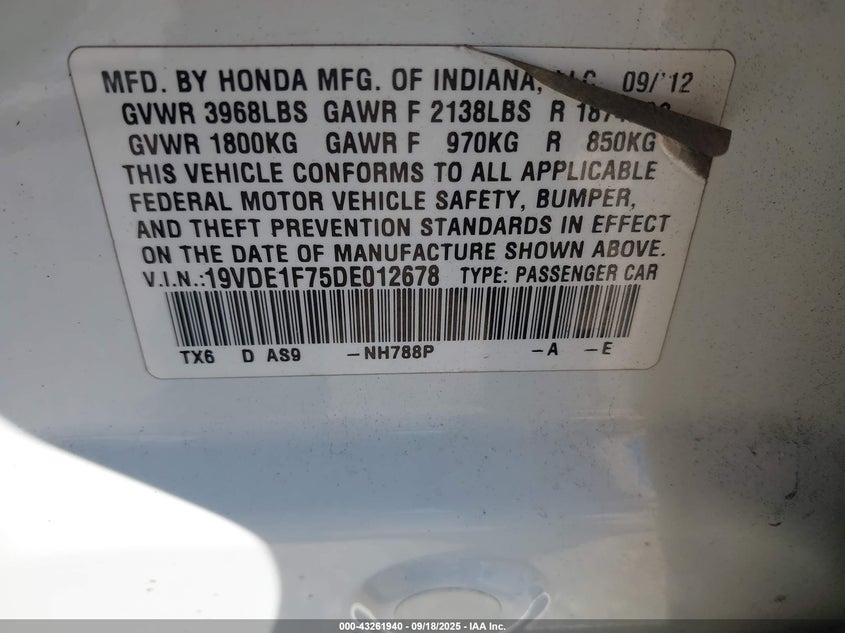 MFD. BY HONDA MFG. OF INDIANA, 09/'12
GVWR 3968LBS GAWR F 2138LBS R
GVWR 1800KG GAWR F 970KG R 850KG
THIS VEHICLE CONFORMS TO ALL APPLICABLE
FEDERAL MOTOR VEHICLE SAFETY, BUMPER,
AND THEFT PREVENTION STANDARDS IN EFFECT
ON THE DATE OF MANUFACTURE SHOWN ABOVE.
V.I.N.:19VDE1F75DE012678 TYPE: PASSENGER CAR
TX6 D AS9 -NH788P -A -E
000-43261940 - 09/18/2025 - IAA Inc.